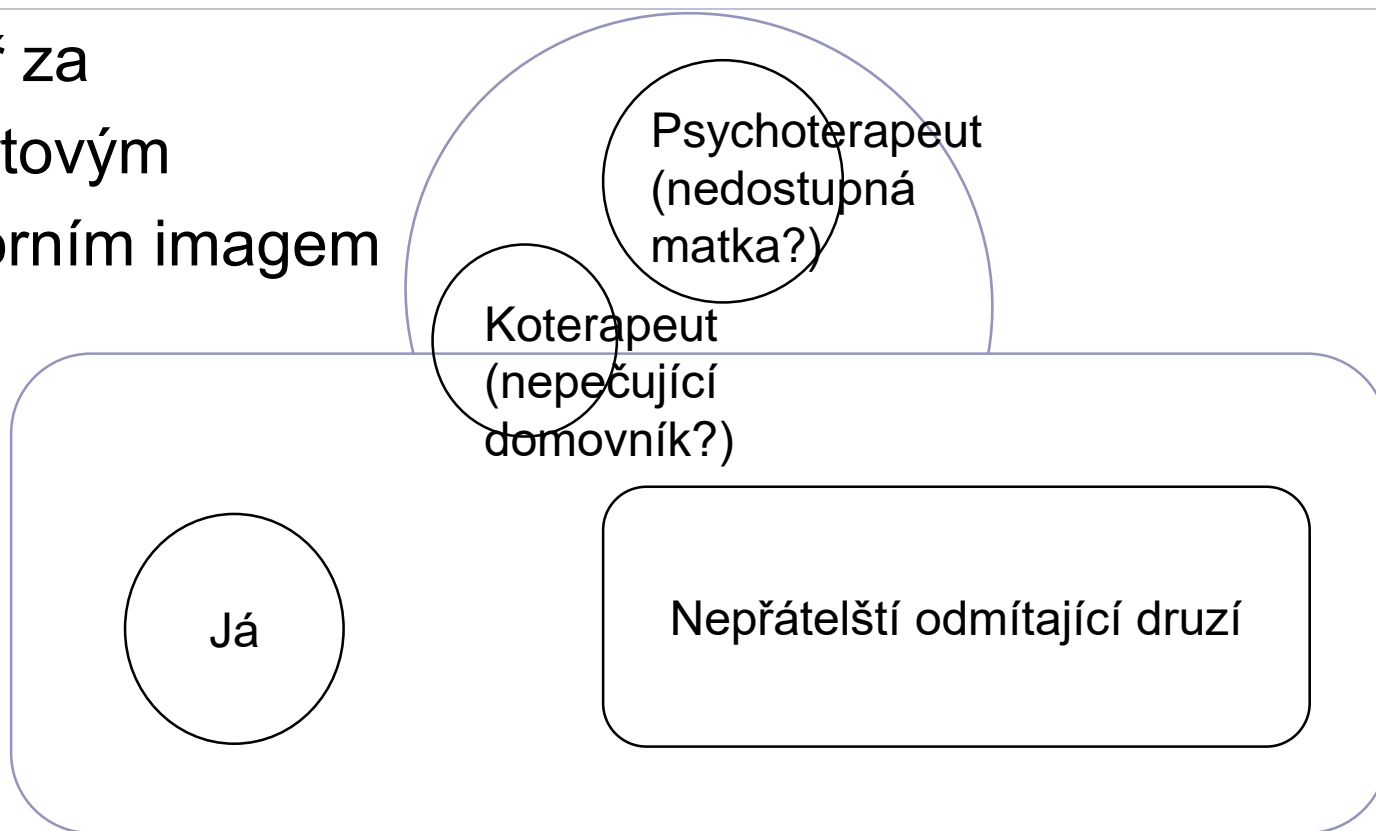 za
tovým
orním imagem
Psychoterapeut
(nedostupná
matka?)
Koterapeut
(nepečující
domovník?)
Já
Nepřátelští odmítající druzí